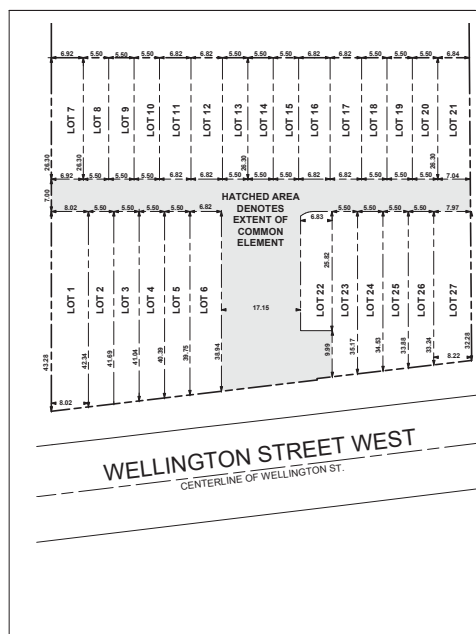 6.92 5.50 5.50 5.50 6.82 6.82 5.50 5.50 5.50 6.82 6.82 5.50 5.50 5.50 6.84
LOT 7 LOT 8 LOT 9 LOT 10 LOT 11 LOT 12 LOT 13 LOT 14 LOT 15 LOT 16 LOT 17 LOT 18 LOT 19 LOT 20 LOT 21
26.30 26.30 26.30 26.30
6.92 5.50 5.50 5.50 6.82 6.82 5.50 5.50 5.50 6.82 6.82 5.50 5.50 5.50 7.04
7.00
HATCHED AREA
DENOTES
EXTENT OF
COMMON
ELEMENT
8.02 5.50 5.50 5.50 5.50 6.82 6.83 5.50 5.50 5.50 5.50 7.97
25.82
LOT 1 LOT 2 LOT 3 LOT 4 LOT 5 LOT 6 LOT 22 LOT 23 LOT 24 LOT 25 LOT 26 LOT 27
17.15
43.28 42.34 41.69 41.04 40.39 39.75 38.94 9.99 35.17 34.53 33.88 33.24 32.28
8.02 8.22
WELLINGTON STREET WEST
CENTERLINE OF WELLINGTON ST.